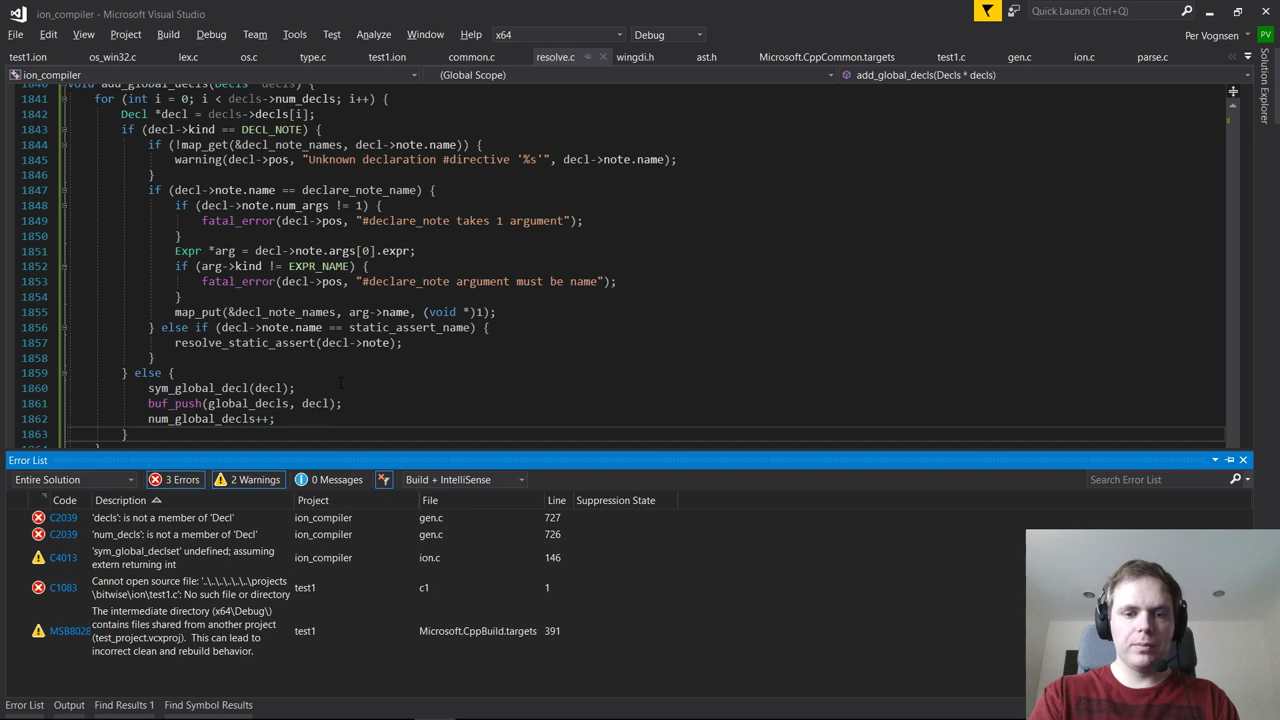 ion_compiler - Microsoft Visual Studio
Quick Launch (Ctrl+Q)
File Edit View Project Build Debug Team Tools Test Analyze Window Help x64 Debug Per Vognsen PV
test1.ion os_win32.c lex.c os.c test1.ion common.c resolve.c wingdi.h ast.h Microsoft.CppCommon.targets test1.c gen.c ion.c parse.c
ion_compiler (Global Scope) add_global_decls(Decls * decls)
Solution Explorer
1840 void add_global_decls(Decls *decls) {
1841 for (int i = 0; i < decls->num_decls; i++) {
1842 Decl *decl = decls->decls[i];
1843 if (decl->kind == DECL_NOTE) {
1844 if (!map_get(&decl_note_names, decl->note.name)) {
1845 warning(decl->pos, "Unknown declaration #directive '%s'", decl->note.name);
1846 }
1847 if (decl->note.name == declare_note_name) {
1848 if (decl->note.num_args != 1) {
1849 fatal_error(decl->pos, "#declare_note takes 1 argument");
1850 }
1851 Expr *arg = decl->note.args[0].expr;
1852 if (arg->kind != EXPR_NAME) {
1853 fatal_error(decl->pos, "#declare_note argument must be name");
1854 }
1855 map_put(&decl_note_names, arg->name, (void *)1);
1856 } else if (decl->note.name == static_assert_name) {
1857 resolve_static_assert(decl->note);
1858 }
1859 } else {
1860 sym_global_decl(decl);
1861 buf_push(global_decls, decl);
1862 num_global_decls++;
1863 }
1864 }
Error List
Entire Solution 3 Errors 2 Warnings 0 Messages Build + IntelliSense Search Error List
Code Description Project File Line Suppression State
C2039 'decls': is not a member of 'Decl' ion_compiler gen.c 727
C2039 'num_decls': is not a member of 'Decl' ion_compiler gen.c 726
C4013 'sym_global_declset' undefined; assuming extern returning int ion_compiler ion.c 146
C1083 Cannot open source file: '..\..\..\..\..\..\projects\bitwise\ion\test1.c': No such file or directory test1 c1 1
MSB8028 The intermediate directory (x64\Debug\) contains files shared from another project (test_project.vcxproj). This can lead to incorrect clean and rebuild behavior. test1 Microsoft.CppBuild.targets 391
Error List Output Find Results 1 Find Symbol Results